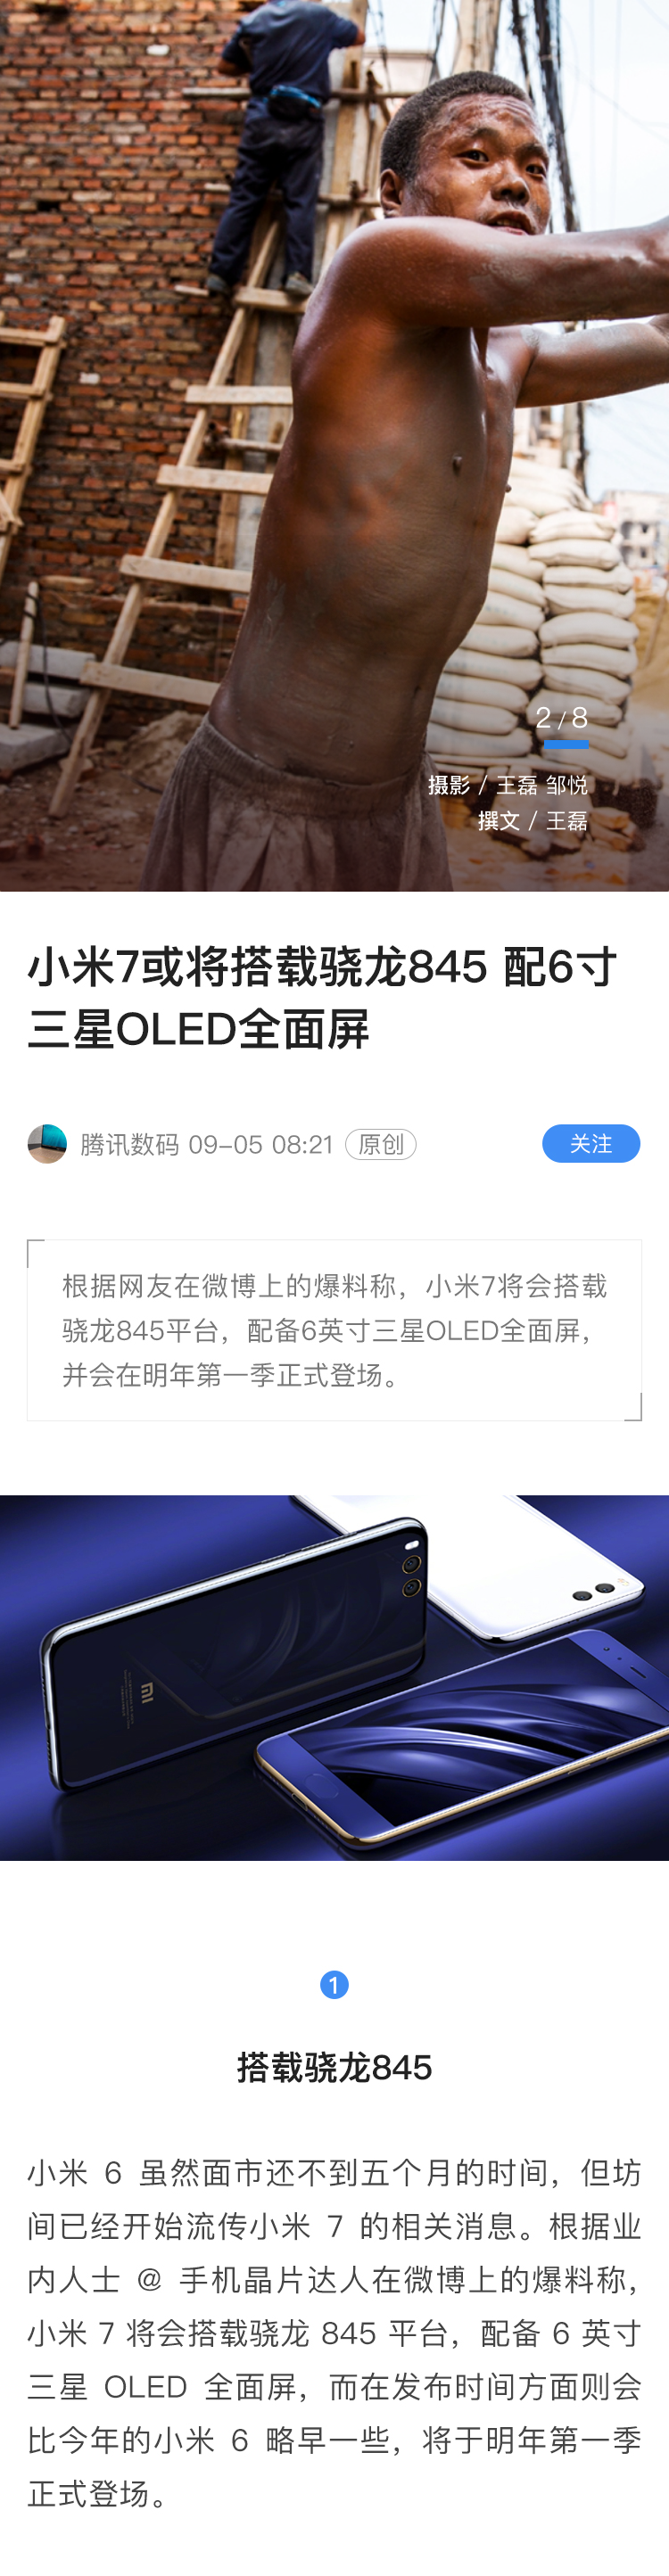 2 / 8
摄影 / 王磊 邹悦
撰文 / 王磊
小米7或将搭载骁龙845 配6寸
三星OLED全面屏
腾讯数码 09-05 08:21 原创
关注
根据网友在微博上的爆料称，小米7将会搭载
骁龙845平台，配备6英寸三星OLED全面屏，
并会在明年第一季正式登场。
MI
1
搭载骁龙845
小米 6 虽然面市还不到五个月的时间，但坊
间已经开始流传小米 7 的相关消息。根据业
内人士 @ 手机晶片达人在微博上的爆料称，
小米 7 将会搭载骁龙 845 平台，配备 6 英寸
三星 OLED 全面屏，而在发布时间方面则会
比今年的小米 6 略早一些，将于明年第一季
正式登场。